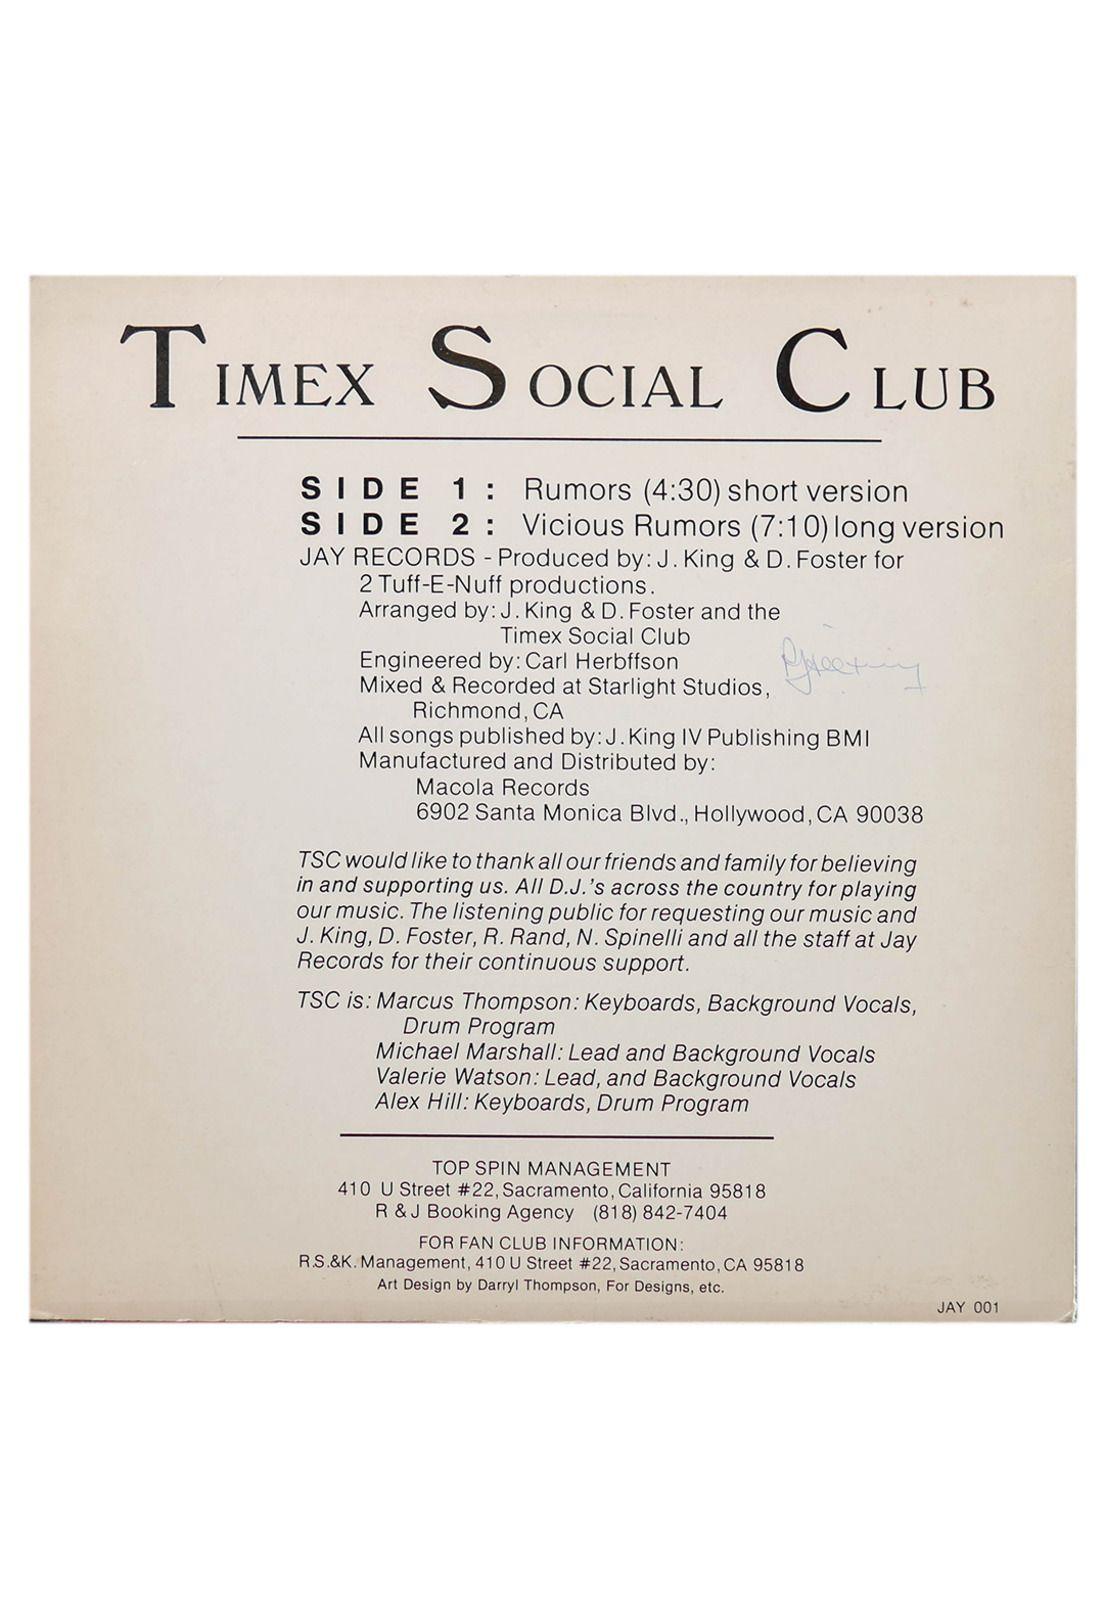 TIMEX SOCIAL CLUB
SIDE 1: Rumors (4:30) short version
SIDE 2: Vicious Rumors (7:10) long version
JAY RECORDS - Produced by: J. King & D. Foster for
2 Tuff-E-Nuff productions.
Arranged by: J. King & D. Foster and the
Timex Social Club
Engineered by: Carl Herbffson
Mixed & Recorded at Starlight Studios,
Richmond, CA
All songs published by: J. King IV Publishing BMI
Manufactured and Distributed by:
Macola Records
6902 Santa Monica Blvd., Hollywood, CA 90038
TSC would like to thank all our friends and family for believing
in and supporting us. All D.J.'s across the country for playing
our music. The listening public for requesting our music and
J. King, D. Foster, R. Rand, N. Spinelli and all the staff at Jay
Records for their continuous support.
TSC is: Marcus Thompson: Keyboards, Background Vocals,
Drum Program
Michael Marshall: Lead and Background Vocals
Valerie Watson: Lead, and Background Vocals
Alex Hill: Keyboards, Drum Program
TOP SPIN MANAGEMENT
410 U Street #22, Sacramento, California 95818
R & J Booking Agency (818) 842-7404
FOR FAN CLUB INFORMATION:
R.S.&K. Management, 410 U Street #22, Sacramento, CA 95818
Art Design by Darryl Thompson, For Designs, etc.
JAY 001